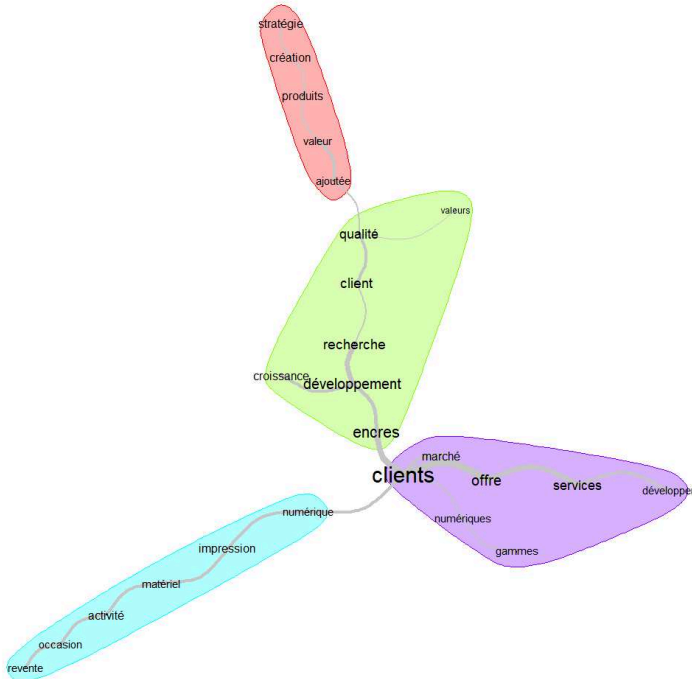 stratégie
création
produits
valeur
ajoutée
valeurs
qualité
client
recherche
croissance
développement
encres
marché
clients
offre
services
développer
numérique
numériques
impression
gammes
matériel
activité
occasion
revente